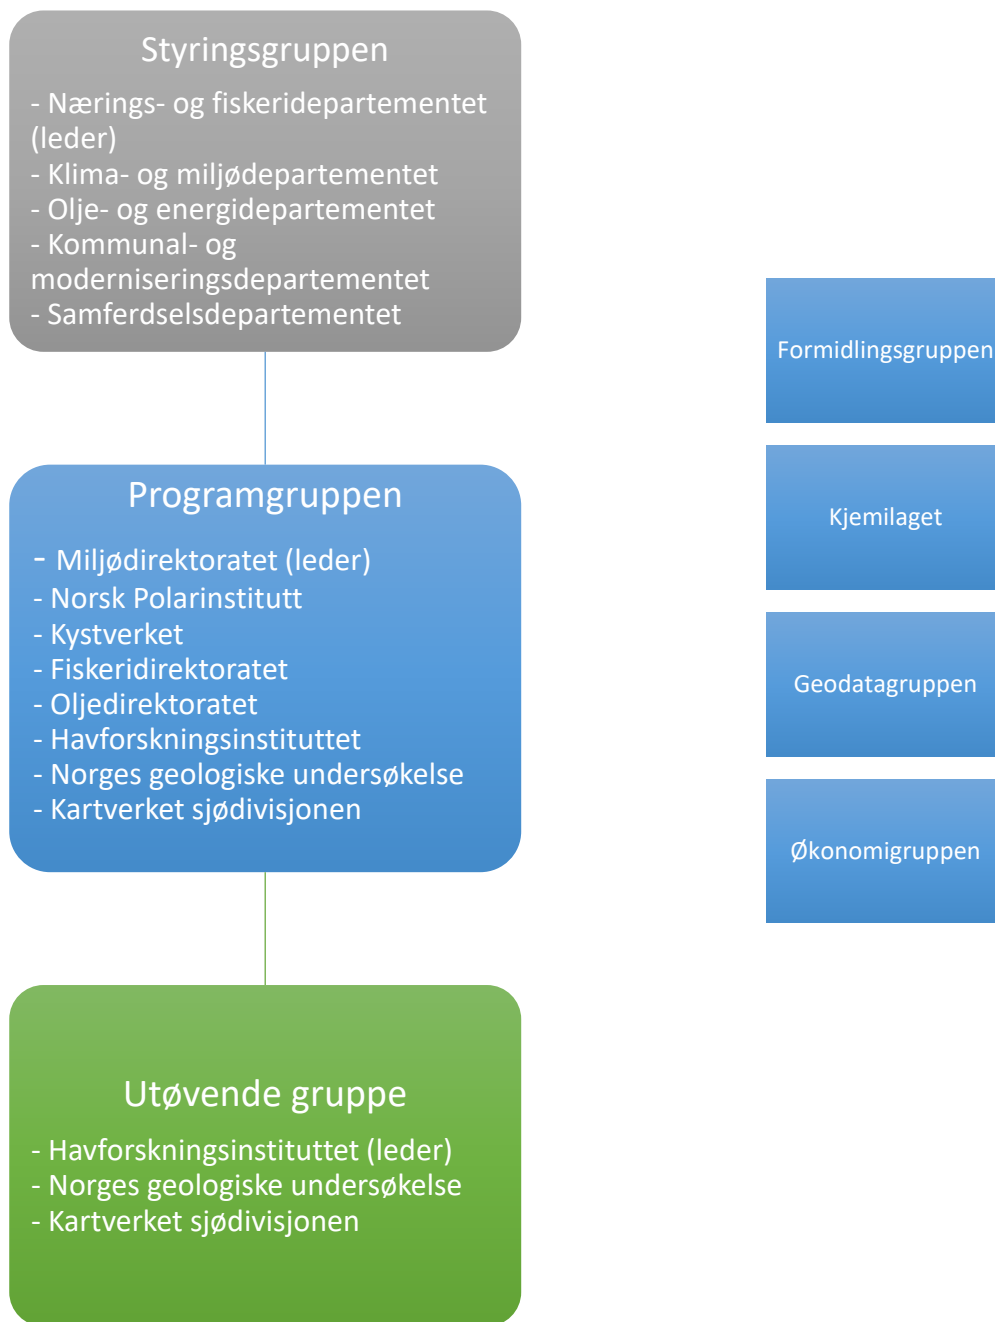 Styringsgruppen
- Nærings- og fiskeridepartementet
(leder)
- Klima- og miljødepartementet
- Olje- og energidepartementet
- Kommunal- og
moderniseringsdepartementet
- Samferdselsdepartementet
Programgruppen
- Miljødirektoratet (leder)
- Norsk Polarinstitutt
- Kystverket
- Fiskeridirektoratet
- Oljedirektoratet
- Havforskningsinstituttet
- Norges geologiske undersøkelse
- Kartverket sjødivisjonen
Utøvende gruppe
- Havforskningsinstituttet (leder)
- Norges geologiske undersøkelse
- Kartverket sjødivisjonen
Formidlingsgruppen
Kjemilaget
Geodatagruppen
Økonomigruppen